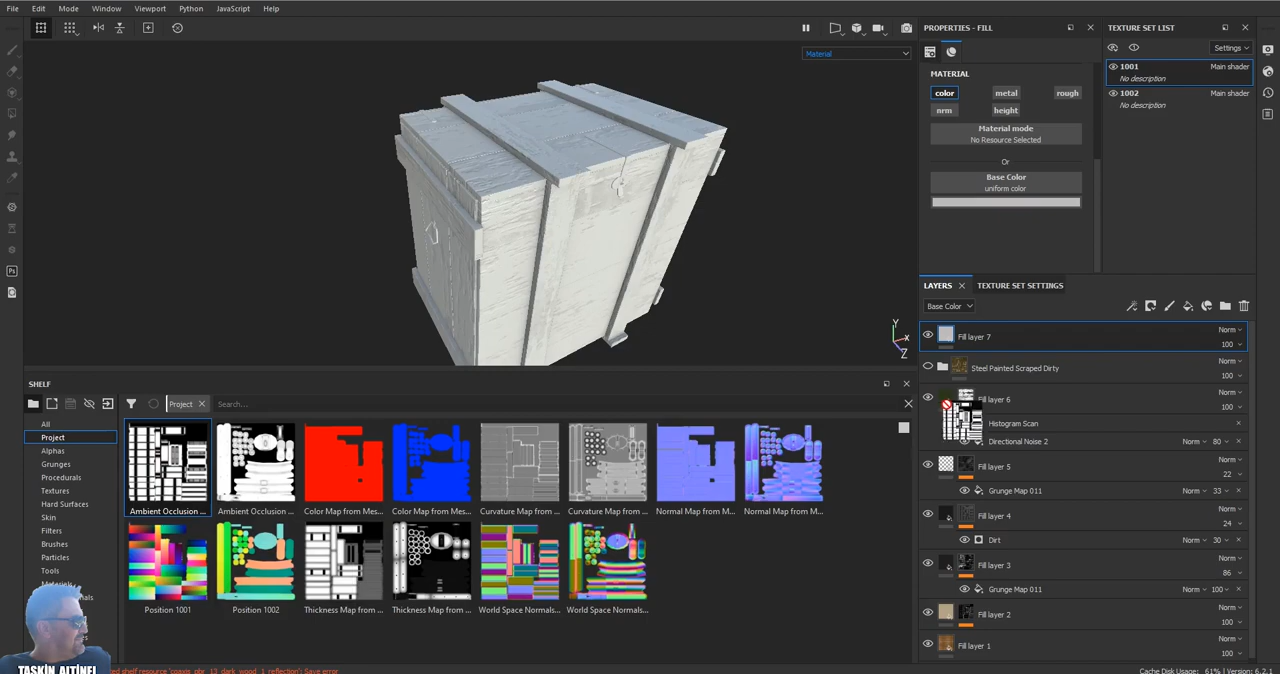 File Edit Mode Window Viewport Python JavaScript Help
Material
PROPERTIES - FILL
MATERIAL
color metal rough
nrm height
Material mode
No Resource Selected
Or
Base Color
uniform color
TEXTURE SET LIST
Settings
1001 Main shader
No description
1002 Main shader
No description
LAYERS TEXTURE SET SETTINGS
Base Color
Fill layer 7 Norm
100
Steel Painted Scraped Dirty Norm
100
Fill layer 6 Norm
100
Histogram Scan
Directional Noise 2 Norm 80
Fill layer 5 Norm
22
Grunge Map 011 Norm 33
Fill layer 4 Norm
24
Dirt Norm 30
Fill layer 3 Norm
86
Grunge Map 011 Norm 100
Fill layer 2 Norm
100
Fill layer 1 Norm
100
SHELF
Project Search...
All
Project
Alphas
Grunges
Procedurals
Textures
Hard Surfaces
Skin
Filters
Brushes
Particles
Tools
Ambient Occlusion ... Ambient Occlusion ... Color Map from Mes... Color Map from Mes... Curvature Map from ... Curvature Map from ... Normal Map from M... Normal Map from M...
Position 1001 Position 1002 Thickness Map from ... Thickness Map from ... World Space Normals... World Space Normals...
TAŞKIN ALTINEL
Save error
Cache Disk Usage: 61% | Version: 6.2.1
X
Y
Z
Ps